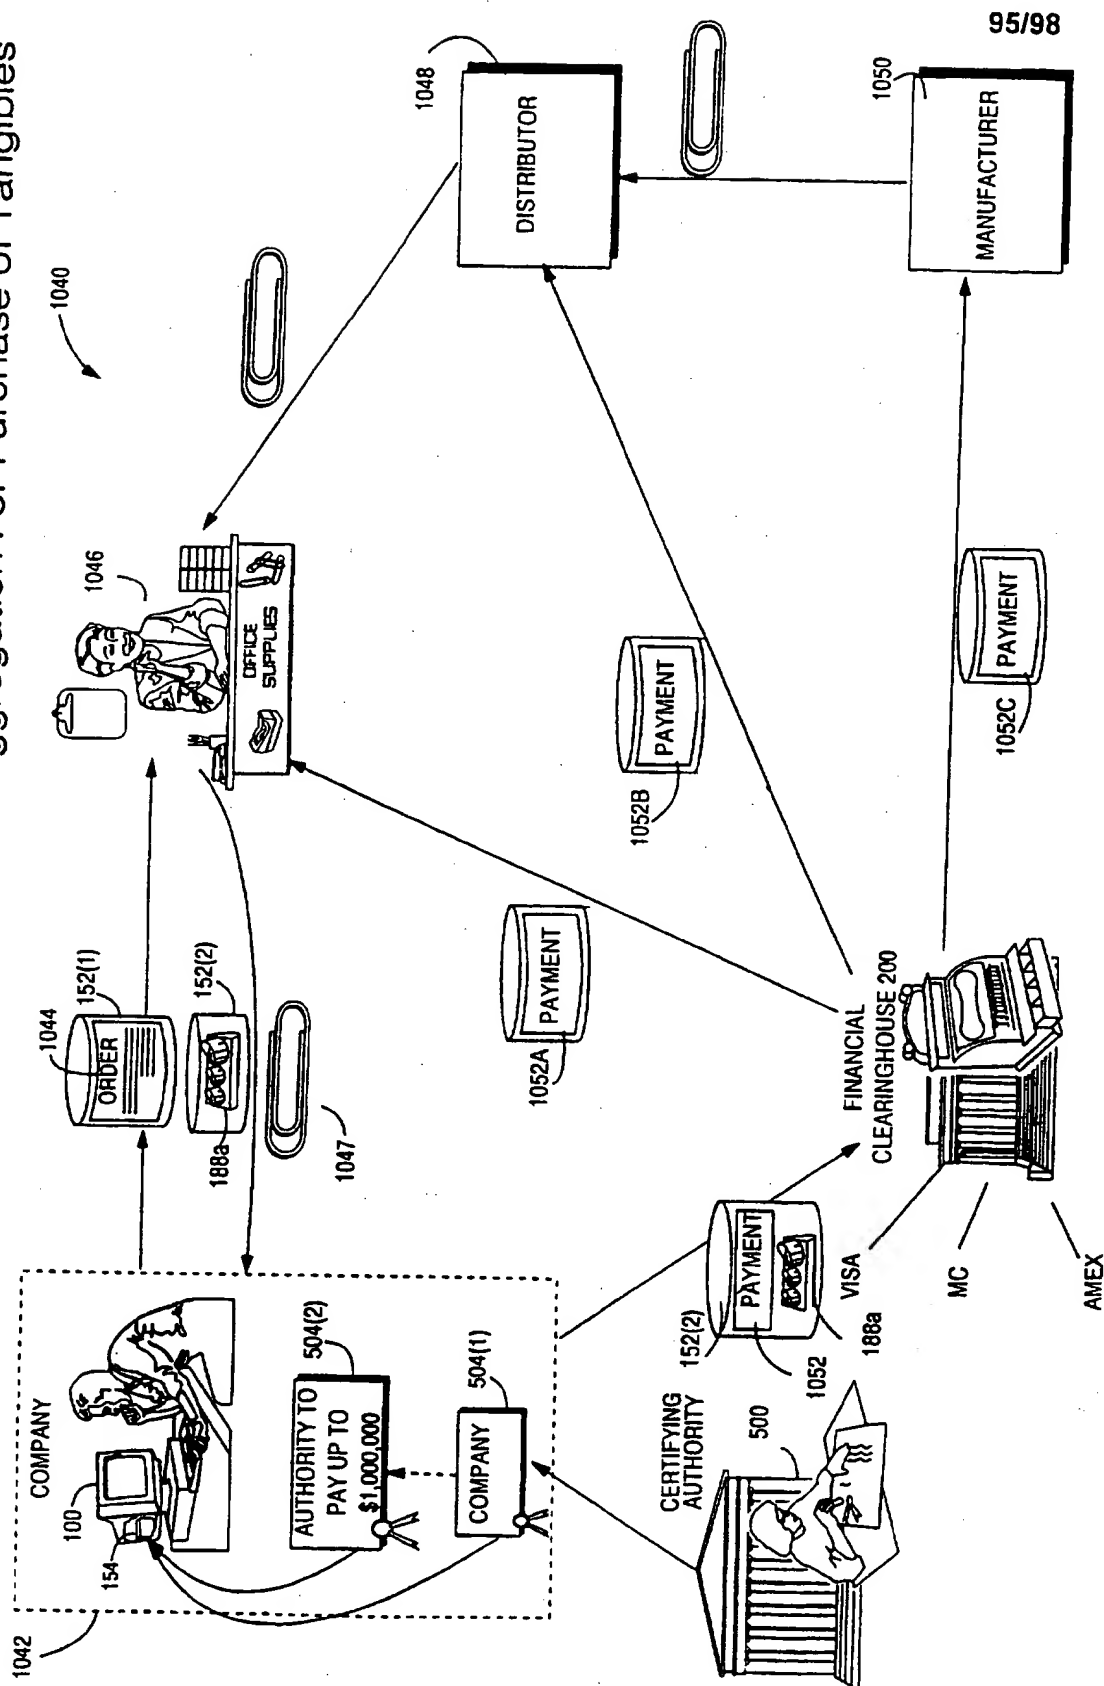 95/98
of Purchase of Tangibles
1040
COMPANY
1042
100
154
AUTHORITY TO
PAY UP TO
$1,000,000
504(2)
COMPANY
504(1)
1044
ORDER
152(1)
152(2)
188a
1047
1046
OFFICE
SUPPLIES
1048
DISTRIBUTOR
1050
MANUFACTURER
PAYMENT
1052A
PAYMENT
1052B
PAYMENT
1052C
FINANCIAL
CLEARINGHOUSE 200
VISA
MC
AMEX
152(2)
PAYMENT
1052
188a
CERTIFYING
AUTHORITY
500